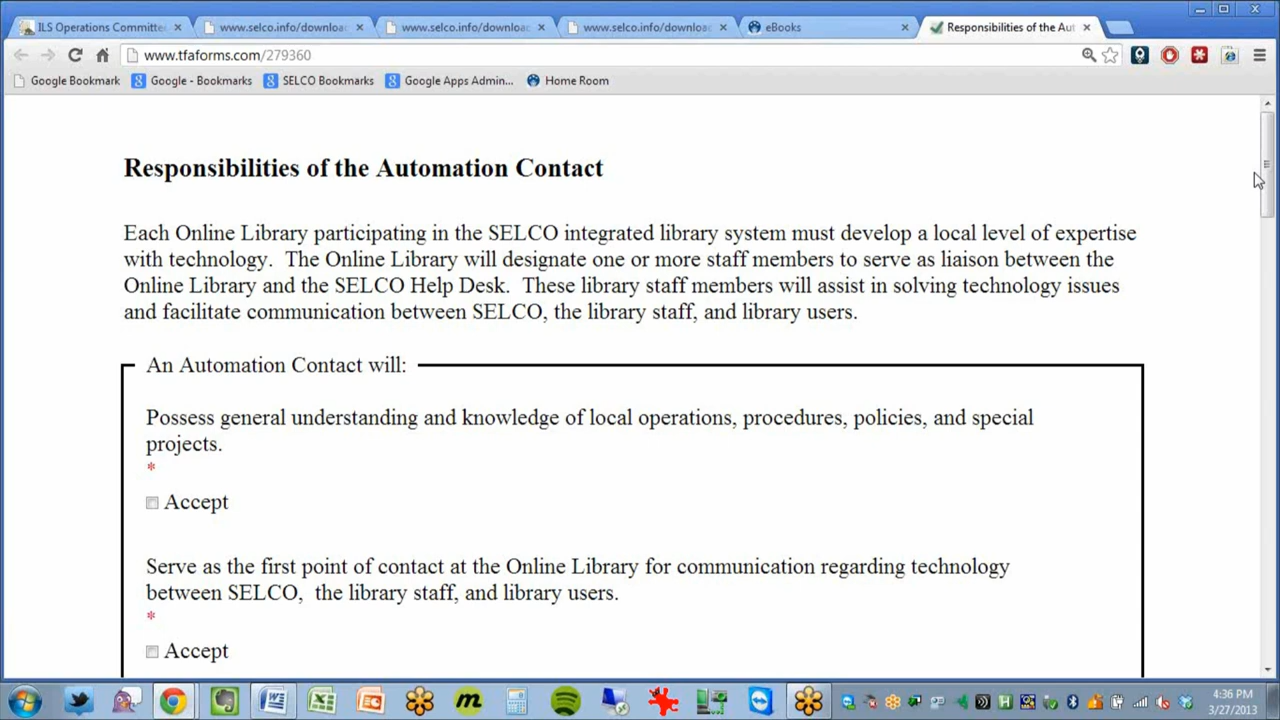 ILS Operations Committe
www.selco.info/downloa
www.selco.info/downloa
www.selco.info/downloa
eBooks
Responsibilities of the Aut
www.tfaforms.com/279360
Google Bookmark
Google - Bookmarks
SELCO Bookmarks
Google Apps Admin...
Home Room
Responsibilities of the Automation Contact
Each Online Library participating in the SELCO integrated library system must develop a local level of expertise
with technology.  The Online Library will designate one or more staff members to serve as liaison between the
Online Library and the SELCO Help Desk.  These library staff members will assist in solving technology issues
and facilitate communication between SELCO, the library staff, and library users.
An Automation Contact will:
Possess general understanding and knowledge of local operations, procedures, policies, and special
projects.
*
Accept
Serve as the first point of contact at the Online Library for communication regarding technology
between SELCO,  the library staff, and library users.
*
Accept
4:36 PM
3/27/2013